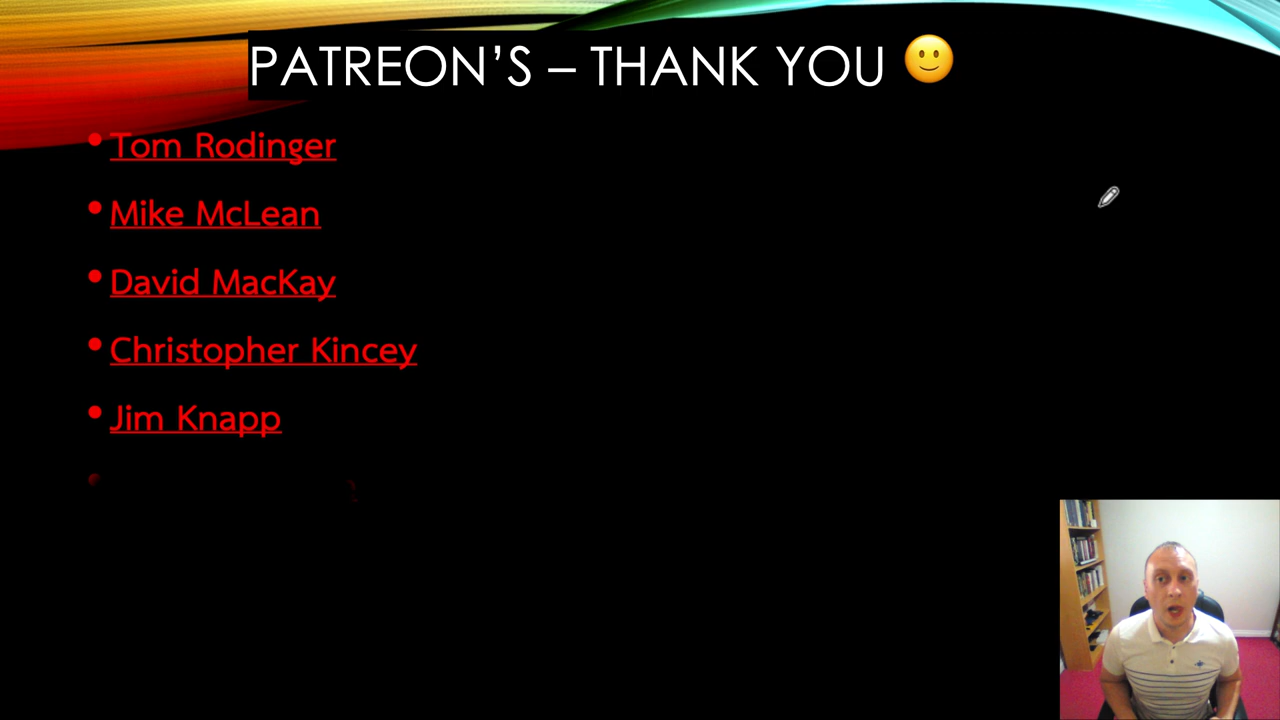 PATREON’S – THANK YOU 🙂
• Tom Rodinger
• Mike McLean
• David MacKay
• Christopher Kincey
• Jim Knapp